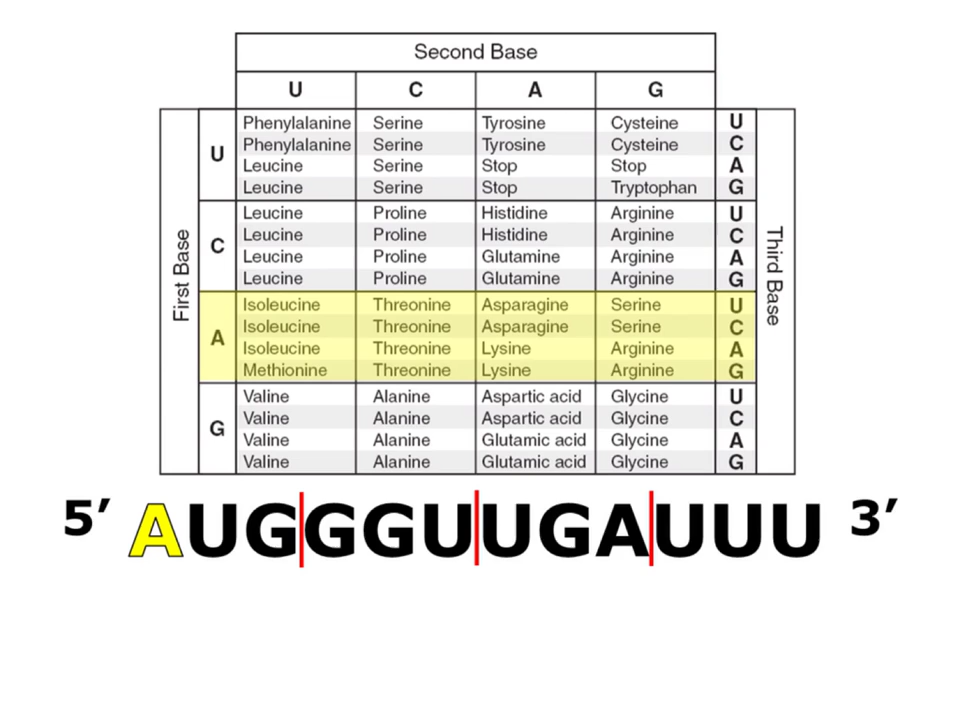 Second Base
U C A G
Phenylalanine Serine Tyrosine Cysteine U
Phenylalanine Serine Tyrosine Cysteine C
U
Leucine Serine Stop Stop A
Leucine Serine Stop Tryptophan G
Leucine Proline Histidine Arginine U
Leucine Proline Histidine Arginine C
C
Leucine Proline Glutamine Arginine A
Leucine Proline Glutamine Arginine G
First Base
Third Base
Isoleucine Threonine Asparagine Serine U
Isoleucine Threonine Asparagine Serine C
A
Isoleucine Threonine Lysine Arginine A
Methionine Threonine Lysine Arginine G
Valine Alanine Aspartic acid Glycine U
Valine Alanine Aspartic acid Glycine C
G
Valine Alanine Glutamic acid Glycine A
Valine Alanine Glutamic acid Glycine G
5’ AUG|GGU|UGA|UUU 3’